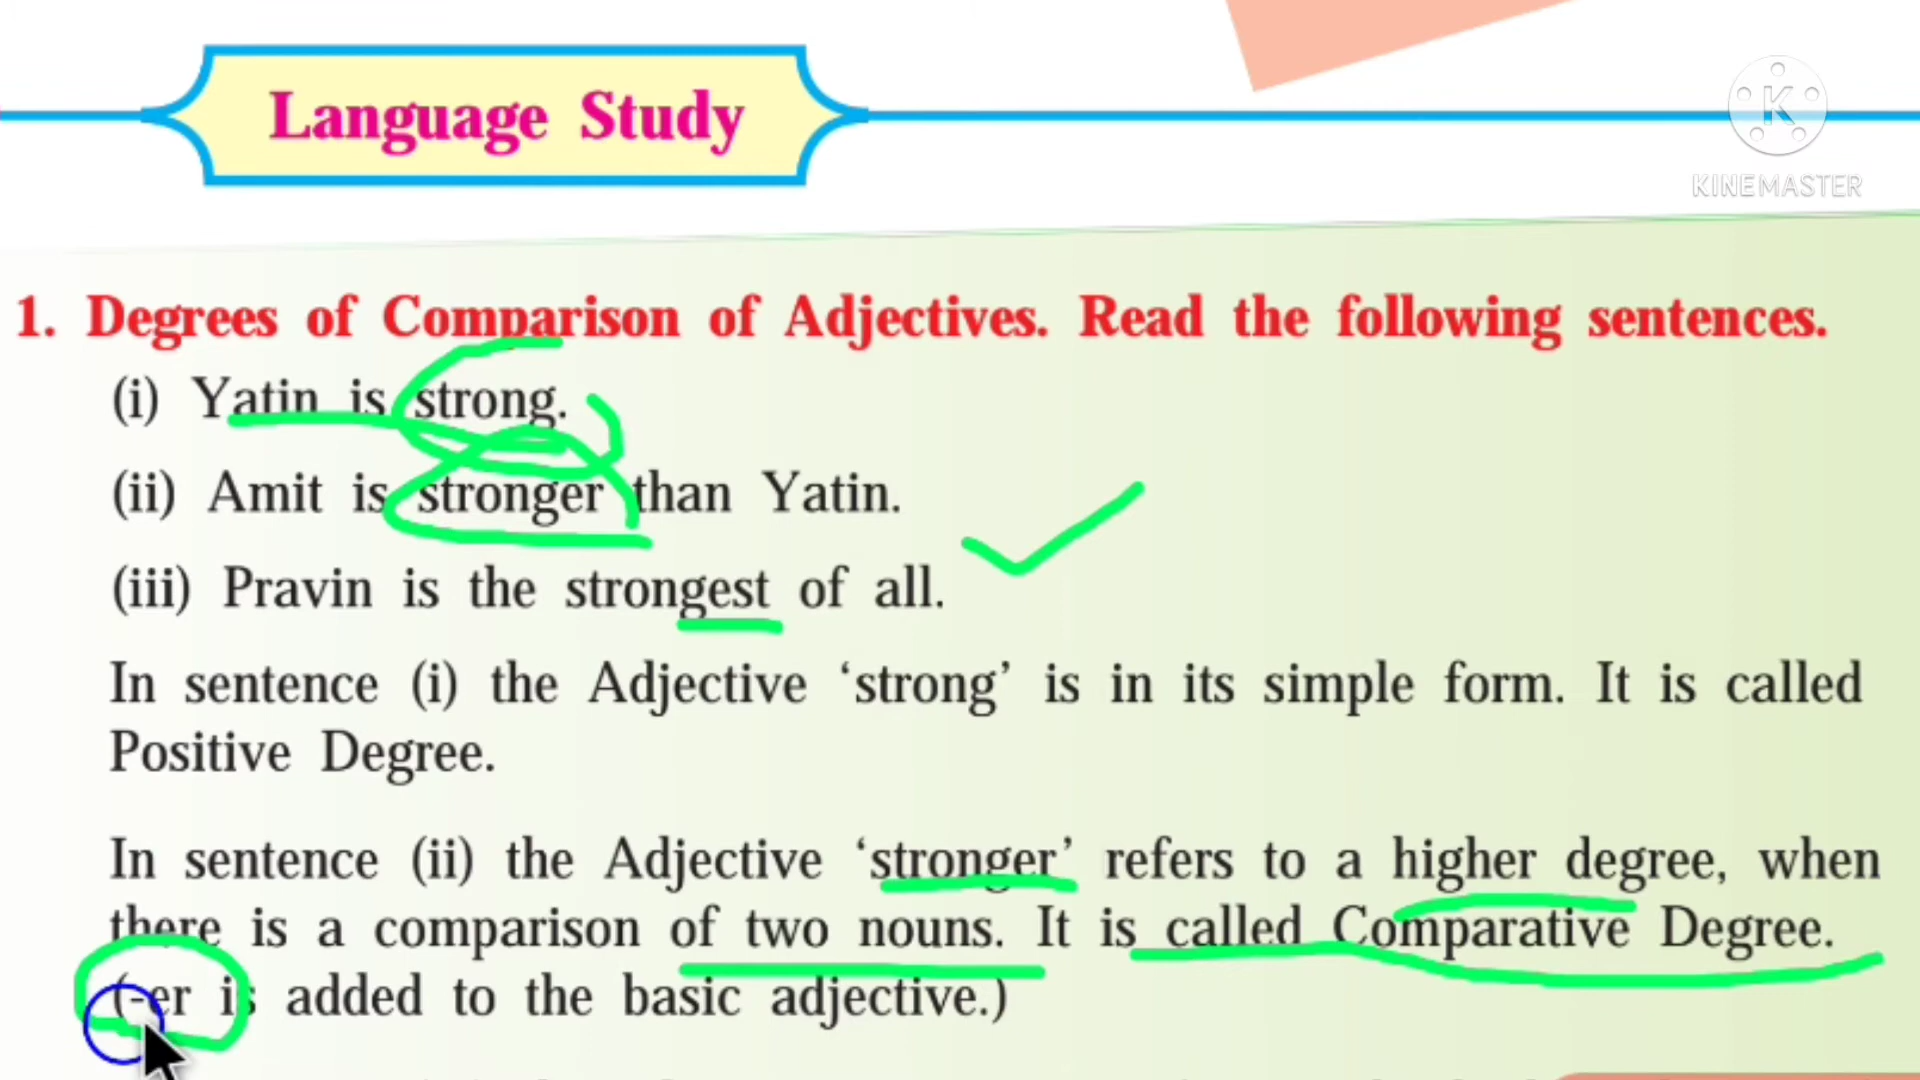 Language Study
K
KINEMASTER
1. Degrees of Comparison of Adjectives. Read the following sentences.
(i) Yatin is strong.
(ii) Amit is stronger than Yatin.
(iii) Pravin is the strongest of all.
In sentence (i) the Adjective ‘strong’ is in its simple form. It is called
Positive Degree.
In sentence (ii) the Adjective ‘stronger’ refers to a higher degree, when
there is a comparison of two nouns. It is called Comparative Degree.
(-er is added to the basic adjective.)